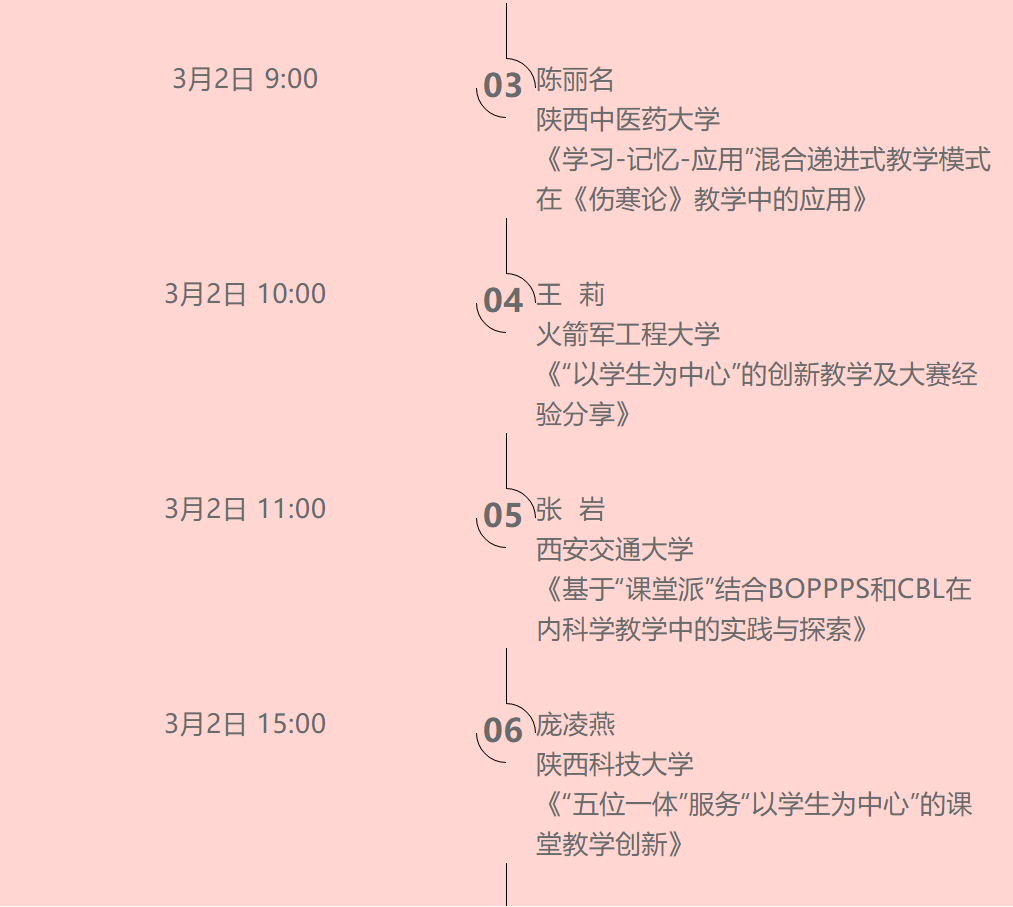 3月2日 9:00
03
陈丽名
陕西中医药大学
《学习-记忆-应用”混合递进式教学模式
在《伤寒论》教学中的应用》
3月2日 10:00
04
王 莉
火箭军工程大学
《“以学生为中心”的创新教学及大赛经
验分享》
3月2日 11:00
05
张 岩
西安交通大学
《基于“课堂派”结合BOPPPS和CBL在
内科学教学中的实践与探索》
3月2日 15:00
06
庞凌燕
陕西科技大学
《“五位一体”服务“以学生为中心”的课
堂教学创新》